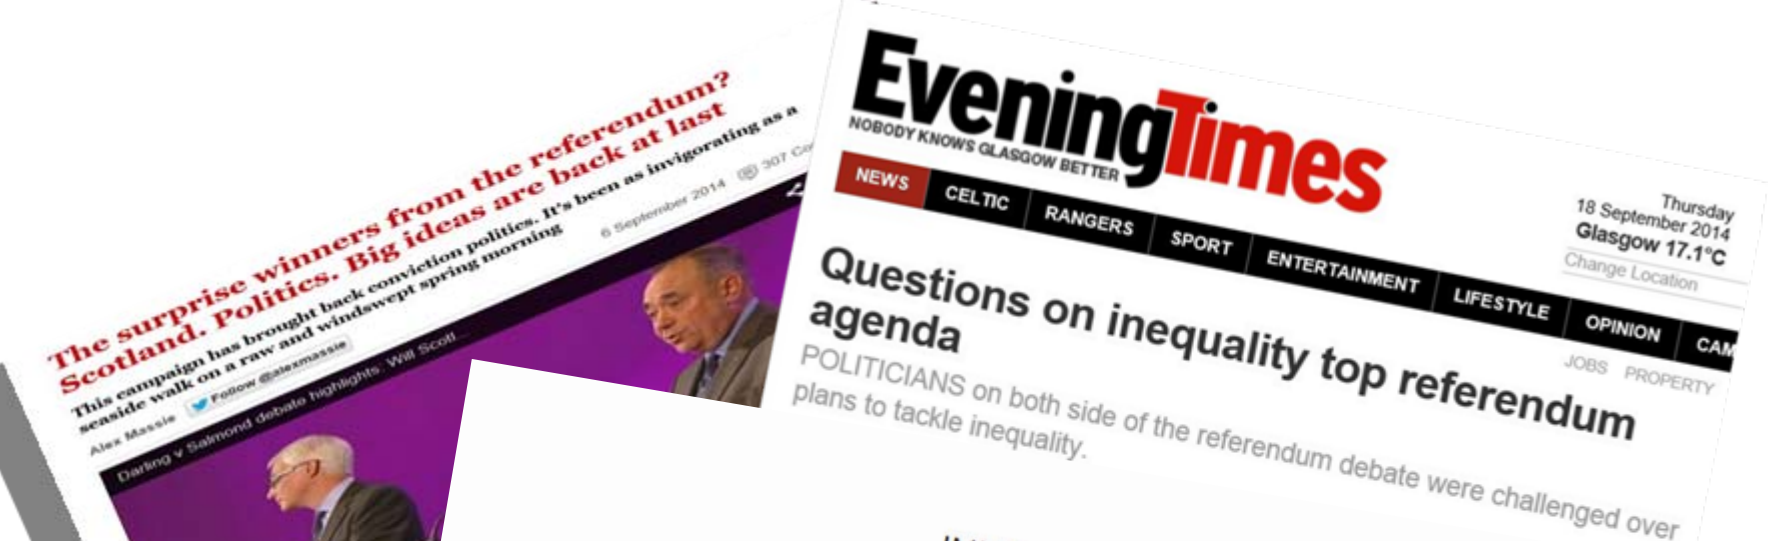 The surprise winners from the referendum?
Scotland. Politics. Big ideas are back at last
This campaign has brought back conviction politics. It's been as invigorating as a
seaside walk on a raw and windswept spring morning
Alex Massie
Follow @alexmassie
6 September 2014
307
Darling v Salmond debate highlights: Will Scotl...
EveningTimes
NOBODY KNOWS GLASGOW BETTER
NEWS CELTIC RANGERS SPORT ENTERTAINMENT LIFESTYLE OPINION CAM
Thursday
18 September 2014
Glasgow 17.1°C
Change Location
JOBS PROPERTY
Questions on inequality top referendum
agenda
POLITICIANS on both side of the referendum debate were challenged over
plans to tackle inequality.